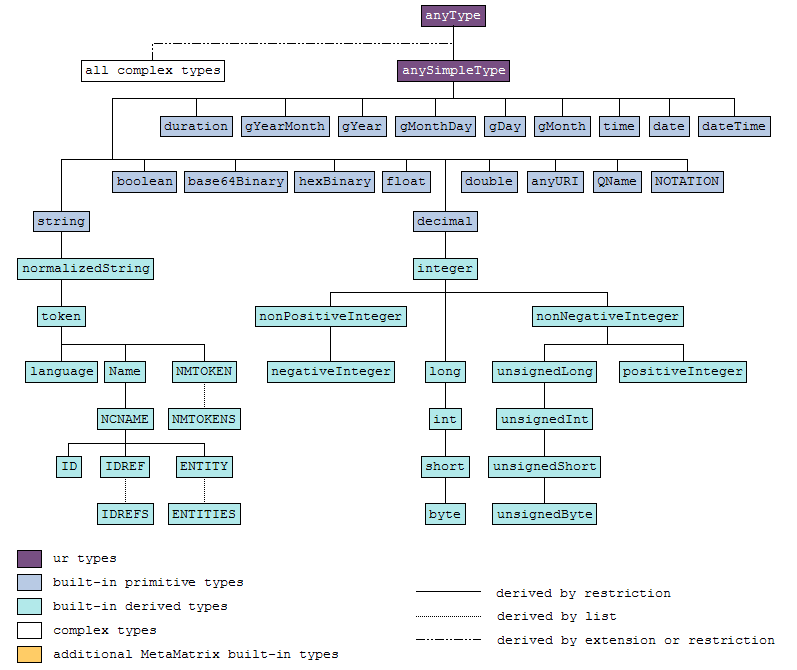 anyType
all complex types anySimpleType
duration gYearMonth gYear gMonthDay gDay gMonth time date dateTime
boolean base64Binary hexBinary float double anyURI QName NOTATION
string decimal
normalizedString integer
token nonPositiveInteger nonNegativeInteger
language Name NMTOKEN negativeInteger long unsignedLong positiveInteger
NCNAME NMTOKENS int unsignedInt
ID IDREF ENTITY short unsignedShort
IDREFS ENTITIES byte unsignedByte
ur types
built-in primitive types
built-in derived types
complex types
additional MetaMatrix built-in types
derived by restriction
derived by list
derived by extension or restriction